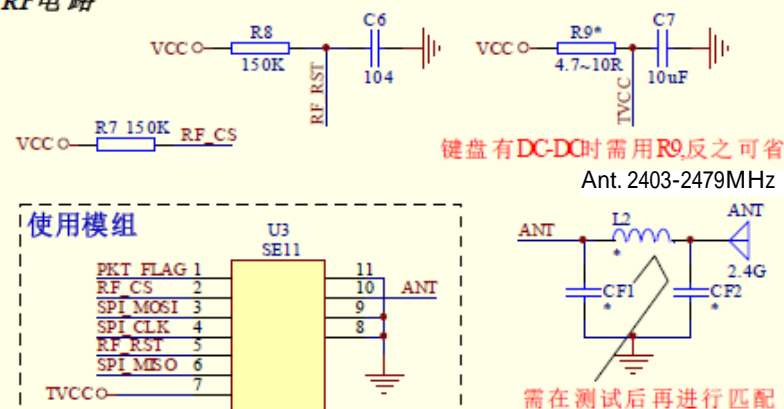 RF电路
VCC
R8
150K
C6
104
RF_RST
VCC
R9*
4.7~10R
C7
10uF
TVCC
VCC
R7 150K
RF_CS
键盘有DC-DC时需用R9,反之可省
Ant. 2403-2479MHz
使用模组
U3
SE11
PKT_FLAG 1
RF_CS 2
SPI_MOSI 3
SPI_CLK 4
RF_RST 5
SPI_MISO 6
TVCC 7
11
10 ANT
9
8
ANT
L2
*
ANT
2.4G
CF1
*
CF2
*
需在测试后再进行匹配